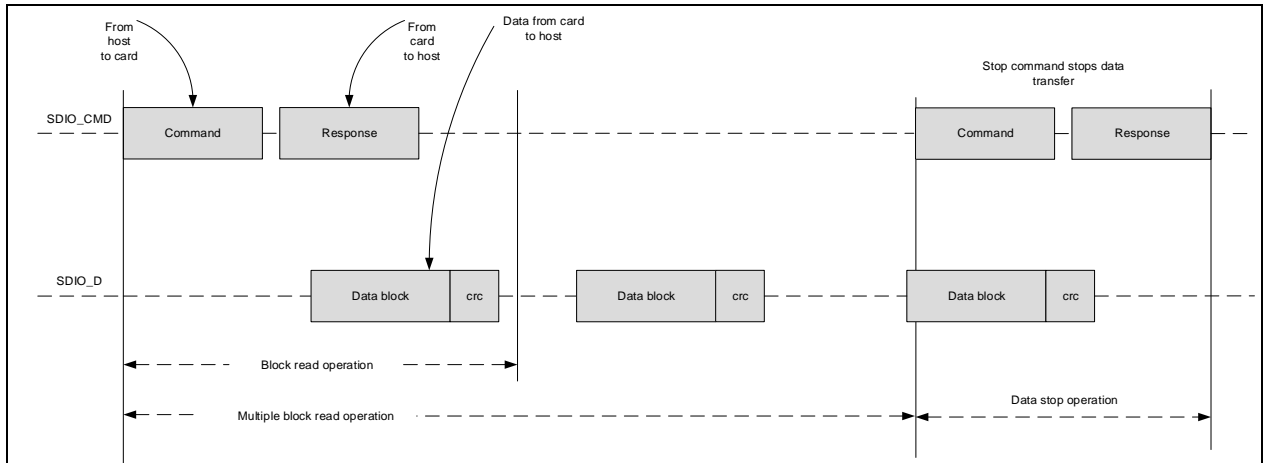 From
host
to card
From
card
to host
Data from card
to host
Stop command stops data
transfer
SDIO_CMD
Command
Response
Command
Response
SDIO_D
Data block
crc
Data block
crc
Data block
crc
Block read operation
Multiple block read operation
Data stop operation